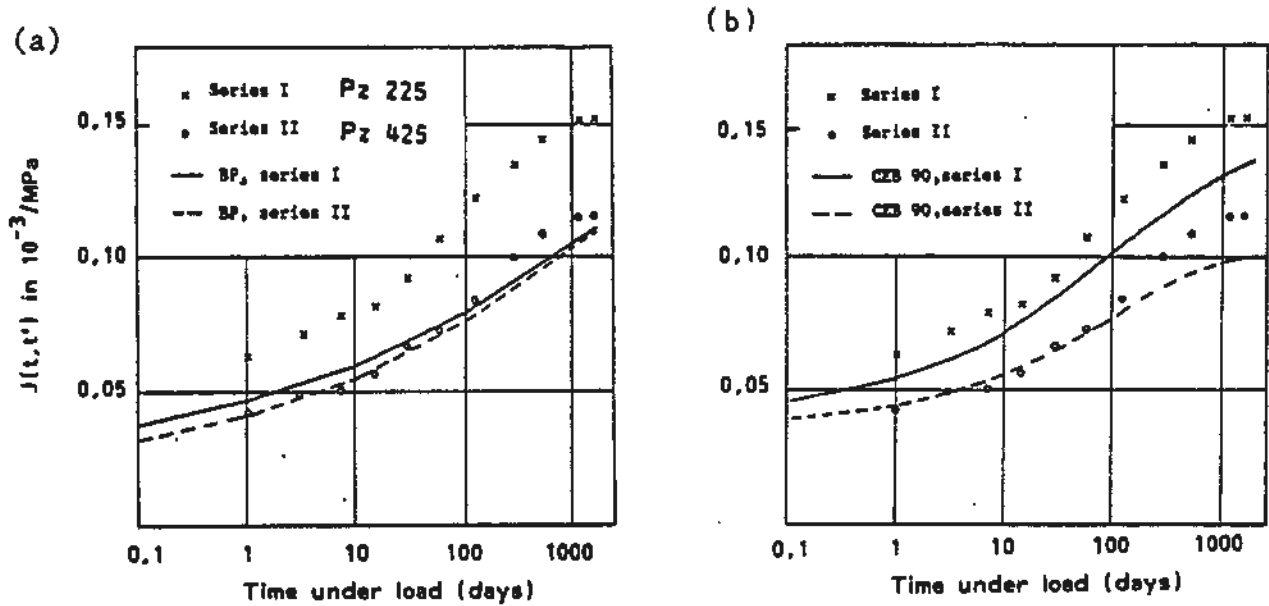 (a)
× Series I Pz 225
∘ Series II Pz 425
BP, series I
BP, series II
0,15
0,10
0,05
J(t,t') in 10⁻³/MPa
0.1 1 10 100 1000
Time under load (days)
(b)
× Series I
∘ Series II
CEB 90,series I
CEB 90,series II
0,15
0,10
0,05
0.1 1 10 100 1000
Time under load (days)